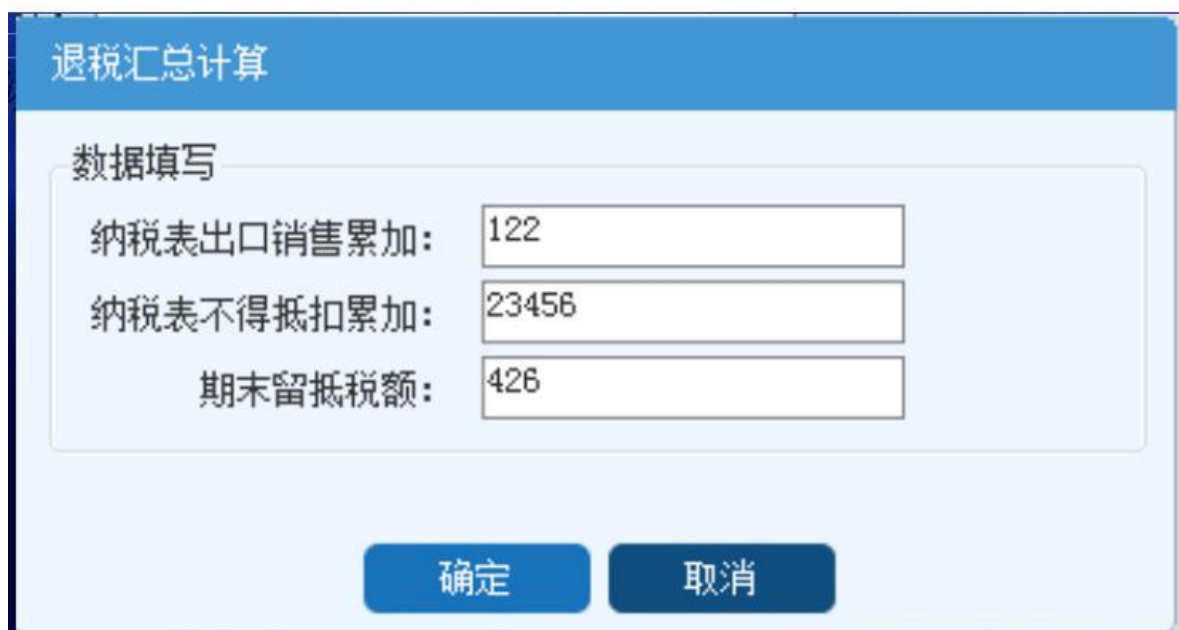 退税汇总计算
数据填写
纳税表出口销售累加: 122
纳税表不得抵扣累加: 23456
期末留抵税额: 426
确定 取消